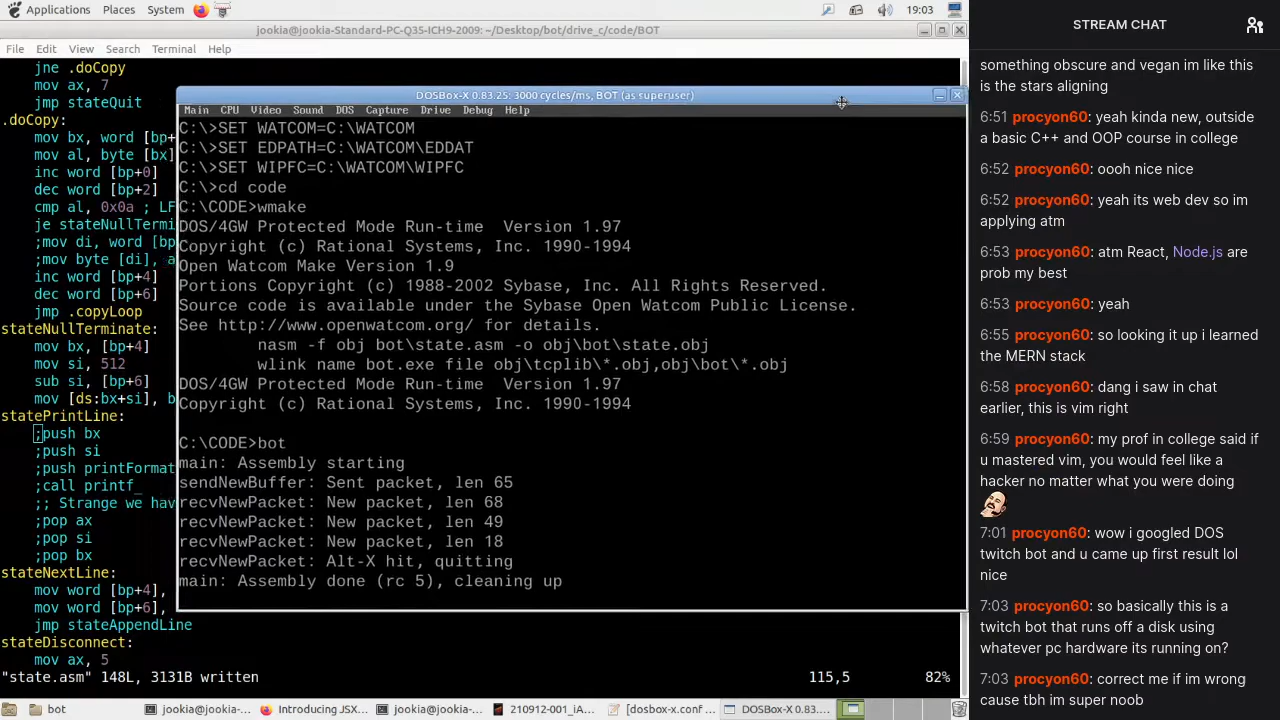 Applications Places System 19:03
jookia@jookia-Standard-PC-Q35-ICH9-2009: ~/Desktop/bot/drive_c/code/BOT
File Edit View Search Terminal Help
jne .doCopy
mov ax, 7
jmp stateQuit
.doCopy:
mov bx, word [bp+
mov al, byte [bx]
inc word [bp+0]
dec word [bp+2]
cmp al, 0x0a ; LF
je stateNullTermi
;mov di, word [bp
;mov byte [di], a
inc word [bp+4]
dec word [bp+6]
jmp .copyLoop
stateNullTerminate:
mov bx, [bp+4]
mov si, 512
sub si, [bp+6]
mov [ds:bx+si], b
statePrintLine:
;push bx
;push si
;push printFormat
;call printf_
;; Strange we hav
;pop ax
;pop si
;pop bx
stateNextLine:
mov word [bp+4],
mov word [bp+6],
jmp stateAppendLine
stateDisconnect:
mov ax, 5
"state.asm" 148L, 3131B written 115,5 82%
DOSBox-X 0.83.25: 3000 cycles/ms, BOT (as superuser)
Main CPU Video Sound DOS Capture Drive Debug Help
C:\>SET WATCOM=C:\WATCOM
C:\>SET EDPATH=C:\WATCOM\EDDAT
C:\>SET WIPFC=C:\WATCOM\WIPFC
C:\>cd code
C:\CODE>wmake
DOS/4GW Protected Mode Run-time Version 1.97
Copyright (c) Rational Systems, Inc. 1990-1994
Open Watcom Make Version 1.9
Portions Copyright (c) 1988-2002 Sybase, Inc. All Rights Reserved.
Source code is available under the Sybase Open Watcom Public License.
See http://www.openwatcom.org/ for details.
nasm -f obj bot\state.asm -o obj\bot\state.obj
wlink name bot.exe file obj\tcplib\*.obj,obj\bot\*.obj
DOS/4GW Protected Mode Run-time Version 1.97
Copyright (c) Rational Systems, Inc. 1990-1994
C:\CODE>bot
main: Assembly starting
sendNewBuffer: Sent packet, len 65
recvNewPacket: New packet, len 68
recvNewPacket: New packet, len 49
recvNewPacket: New packet, len 18
recvNewPacket: Alt-X hit, quitting
main: Assembly done (rc 5), cleaning up
bot jookia@jookia-... Introducing JSX... jookia@jookia-... 210912-001_iA... [dosbox-x.conf ... DOSBox-X 0.83....
STREAM CHAT
something obscure and vegan im like this
is the stars aligning
6:51 procyon60: yeah kinda new, outside
a basic C++ and OOP course in college
6:52 procyon60: oooh nice nice
6:52 procyon60: yeah its web dev so im
applying atm
6:53 procyon60: atm React, Node.js are
prob my best
6:53 procyon60: yeah
6:55 procyon60: so looking it up i learned
the MERN stack
6:58 procyon60: dang i saw in chat
earlier, this is vim right
6:59 procyon60: my prof in college said if
u mastered vim, you would feel like a
hacker no matter what you were doing
7:01 procyon60: wow i googled DOS
twitch bot and u came up first result lol
nice
7:03 procyon60: so basically this is a
twitch bot that runs off a disk using
whatever pc hardware its running on?
7:03 procyon60: correct me if im wrong
cause tbh im super noob